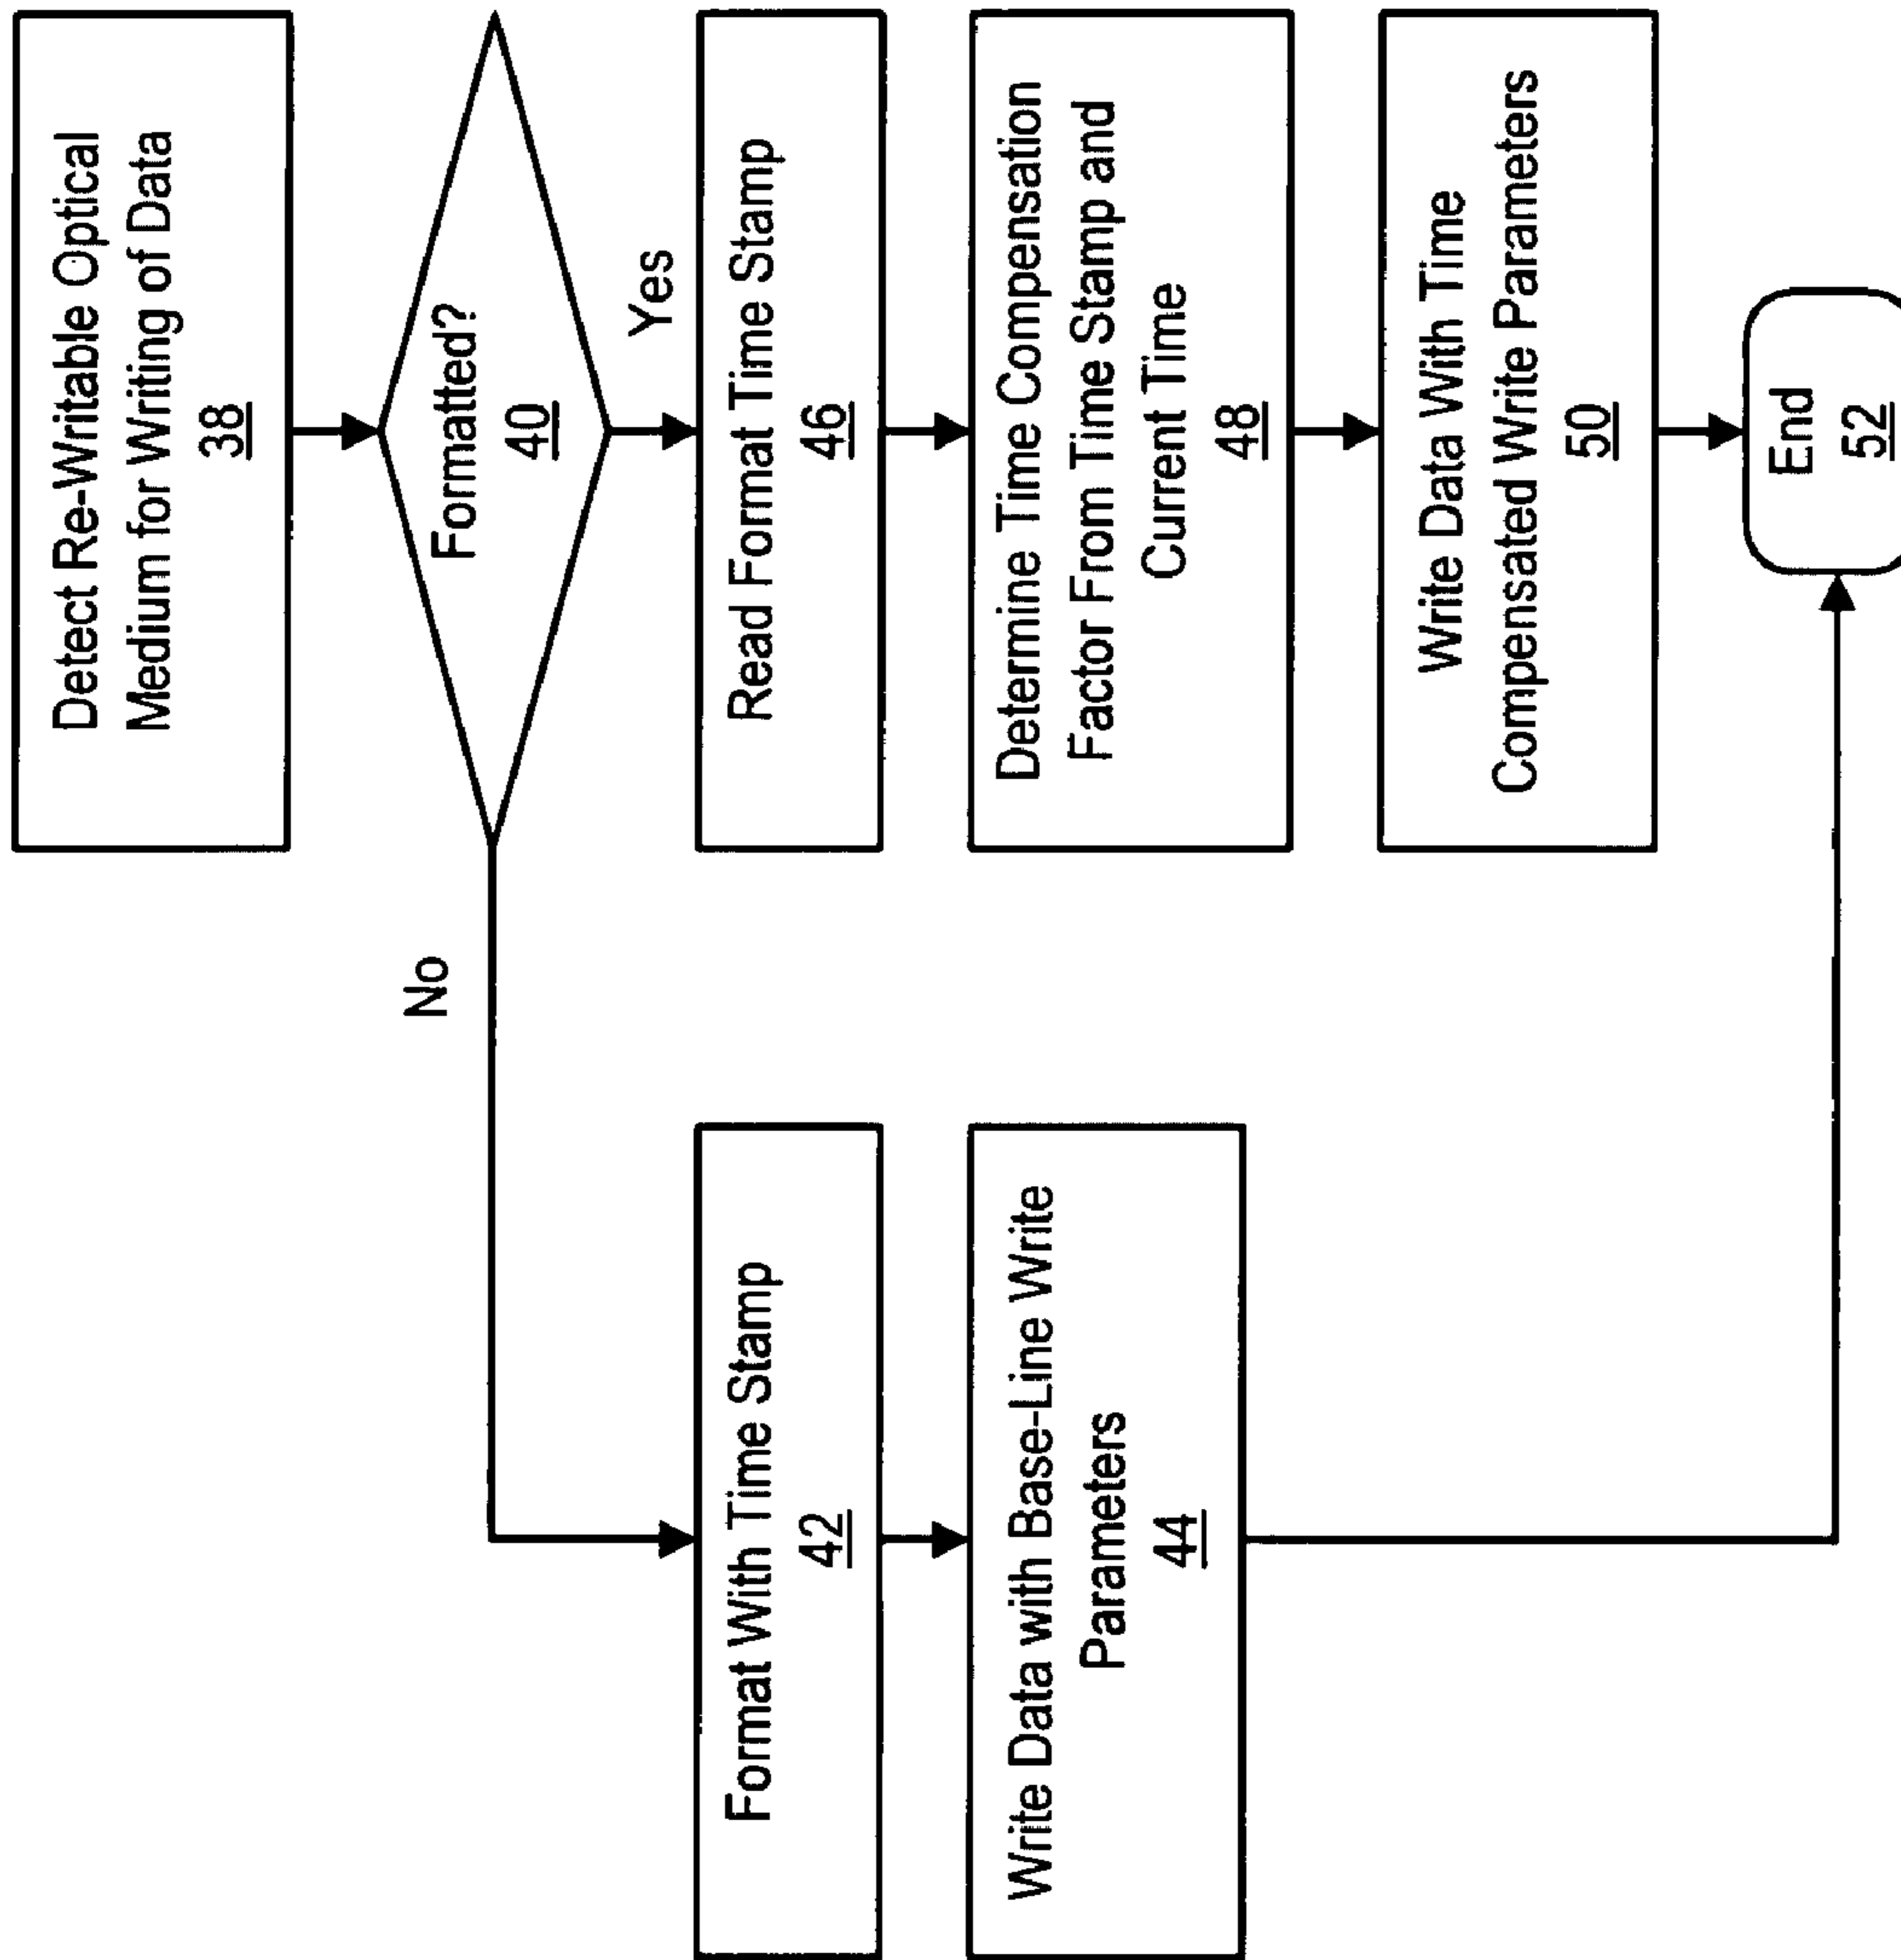 Detect Re-Writable Optical
Medium for Writing of Data
38
Formatted?
40
No
Yes
Format With Time Stamp
42
Read Format Time Stamp
46
Write Data with Base-Line Write
Parameters
44
Determine Time Compensation
Factor From Time Stamp and
Current Time
48
Write Data With Time
Compensated Write Parameters
50
End
52